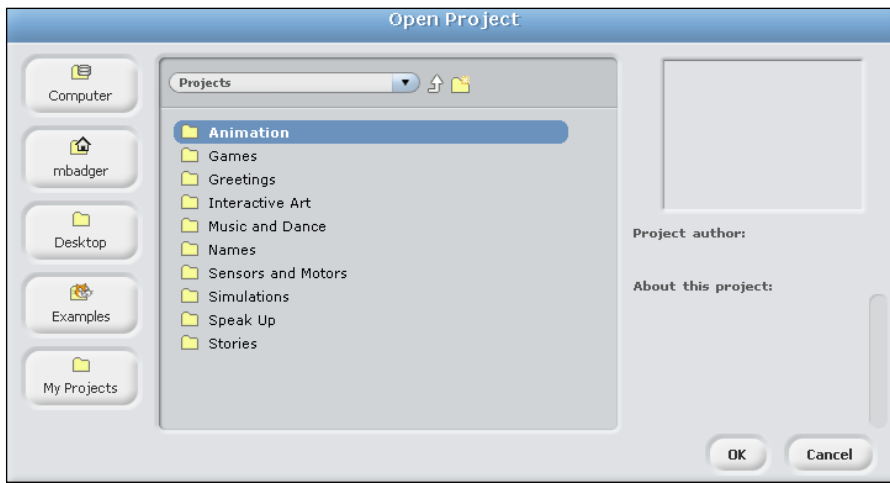 Open Project
Computer
mbadger
Desktop
Examples
My Projects
Projects
Animation
Games
Greetings
Interactive Art
Music and Dance
Names
Sensors and Motors
Simulations
Speak Up
Stories
Project author:
About this project:
OK
Cancel